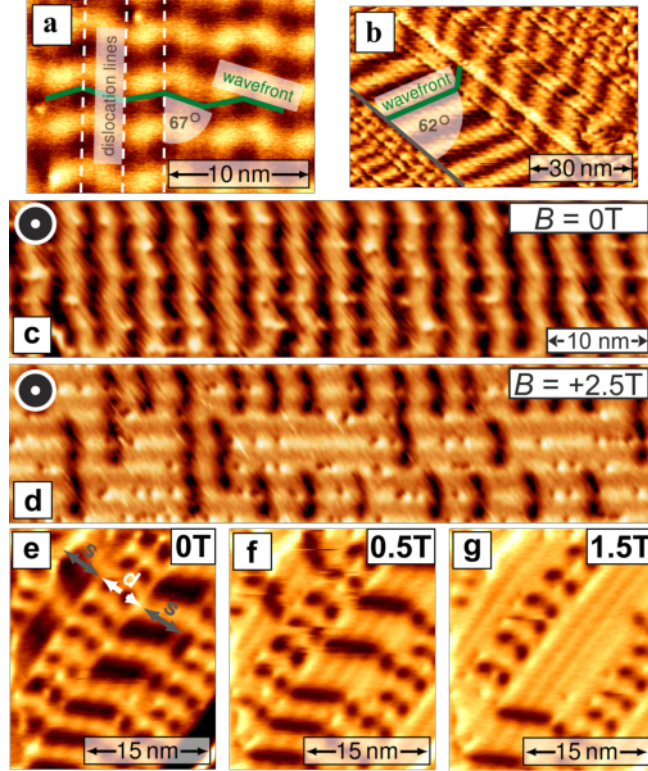 a
dislocation lines
wavefront
67°
10 nm
b
wavefront
62°
30 nm
B = 0T
c
10 nm
B = +2.5T
d
e
0T
s
d
s
15 nm
f
0.5T
15 nm
g
1.5T
15 nm